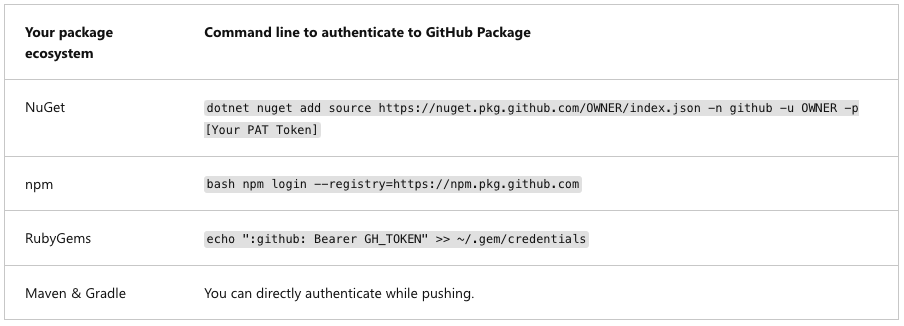 Your package ecosystem
Command line to authenticate to GitHub Package
NuGet
dotnet nuget add source https://nuget.pkg.github.com/OWNER/index.json -n github -u OWNER -p
[Your PAT Token]
npm
bash npm login --registry=https://npm.pkg.github.com
RubyGems
echo ":github: Bearer GH_TOKEN" >> ~/.gem/credentials
Maven & Gradle
You can directly authenticate while pushing.